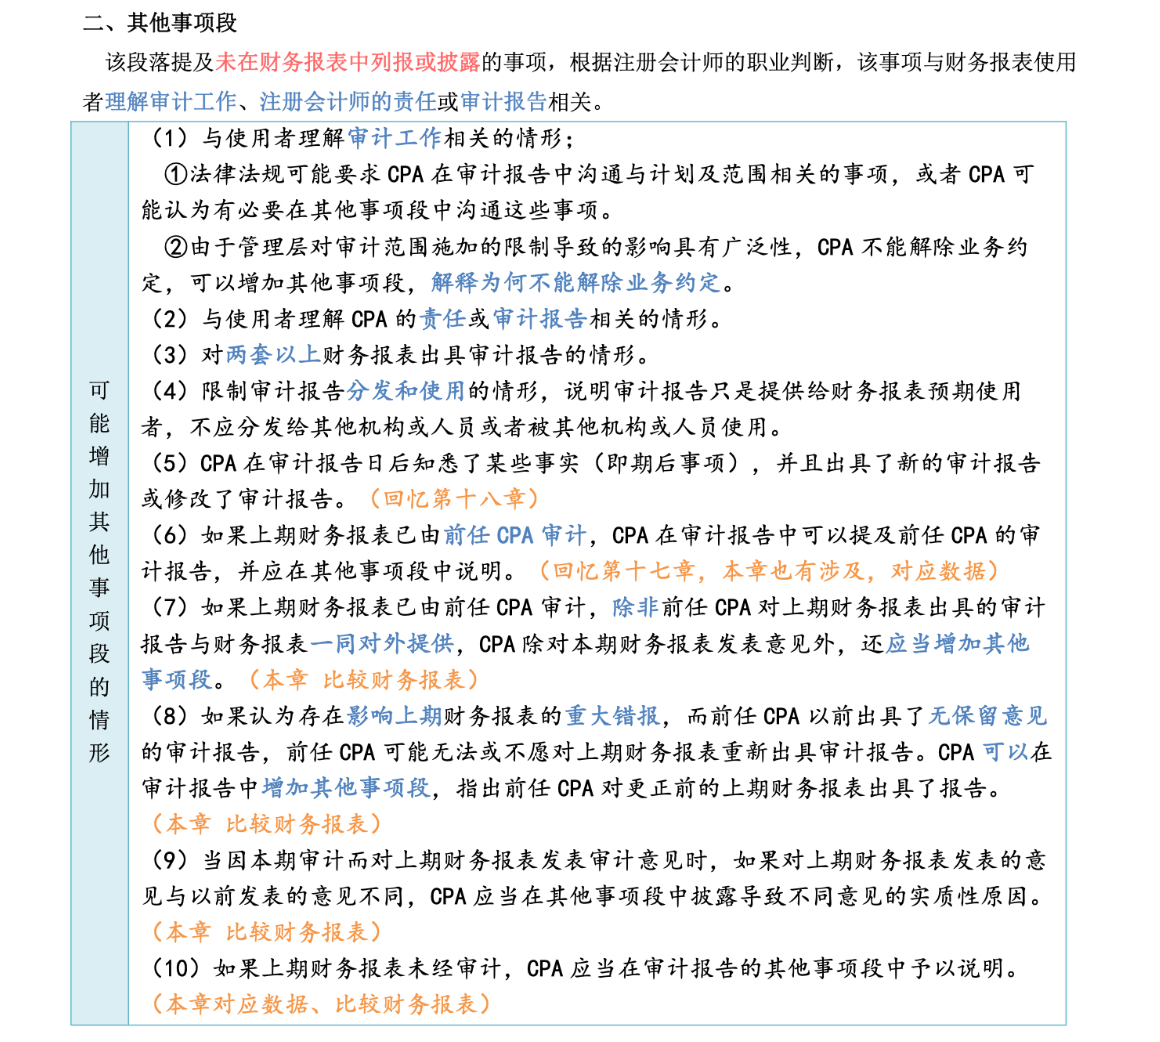 二、其他事项段
该段落提及未在财务报表中列报或披露的事项，根据注册会计师的职业判断，该事项与财务报表使用
者理解审计工作、注册会计师的责任或审计报告相关。
可能增加其他事项段的情形
（1）与使用者理解审计工作相关的情形；
①法律法规可能要求 CPA 在审计报告中沟通与计划及范围相关的事项，或者 CPA 可
能认为有必要在其他事项段中沟通这些事项。
②由于管理层对审计范围施加的限制导致的影响具有广泛性，CPA 不能解除业务约
定，可以增加其他事项段，解释为何不能解除业务约定。
（2）与使用者理解 CPA 的责任或审计报告相关的情形。
（3）对两套以上财务报表出具审计报告的情形。
（4）限制审计报告分发和使用的情形，说明审计报告只是提供给财务报表预期使用
者，不应分发给其他机构或人员或者被其他机构或人员使用。
（5）CPA 在审计报告日后知悉了某些事实（即期后事项），并且出具了新的审计报告
或修改了审计报告。（回忆第十八章）
（6）如果上期财务报表已由前任 CPA 审计，CPA 在审计报告中可以提及前任 CPA 的审
计报告，并应在其他事项段中说明。（回忆第十七章，本章也有涉及，对应数据）
（7）如果上期财务报表已由前任 CPA 审计，除非前任 CPA 对上期财务报表出具的审计
报告与财务报表一同对外提供，CPA 除对本期财务报表发表意见外，还应当增加其他
事项段。（本章 比较财务报表）
（8）如果认为存在影响上期财务报表的重大错报，而前任 CPA 以前出具了无保留意见
的审计报告，前任 CPA 可能无法或不愿对上期财务报表重新出具审计报告。CPA 可以在
审计报告中增加其他事项段，指出前任 CPA 对更正前的上期财务报表出具了报告。
（本章 比较财务报表）
（9）当因本期审计而对上期财务报表发表审计意见时，如果对上期财务报表发表的意
见与以前发表的意见不同，CPA 应当在其他事项段中披露导致不同意见的实质性原因。
（本章 比较财务报表）
（10）如果上期财务报表未经审计，CPA 应当在审计报告的其他事项段中予以说明。
（本章对应数据、比较财务报表）